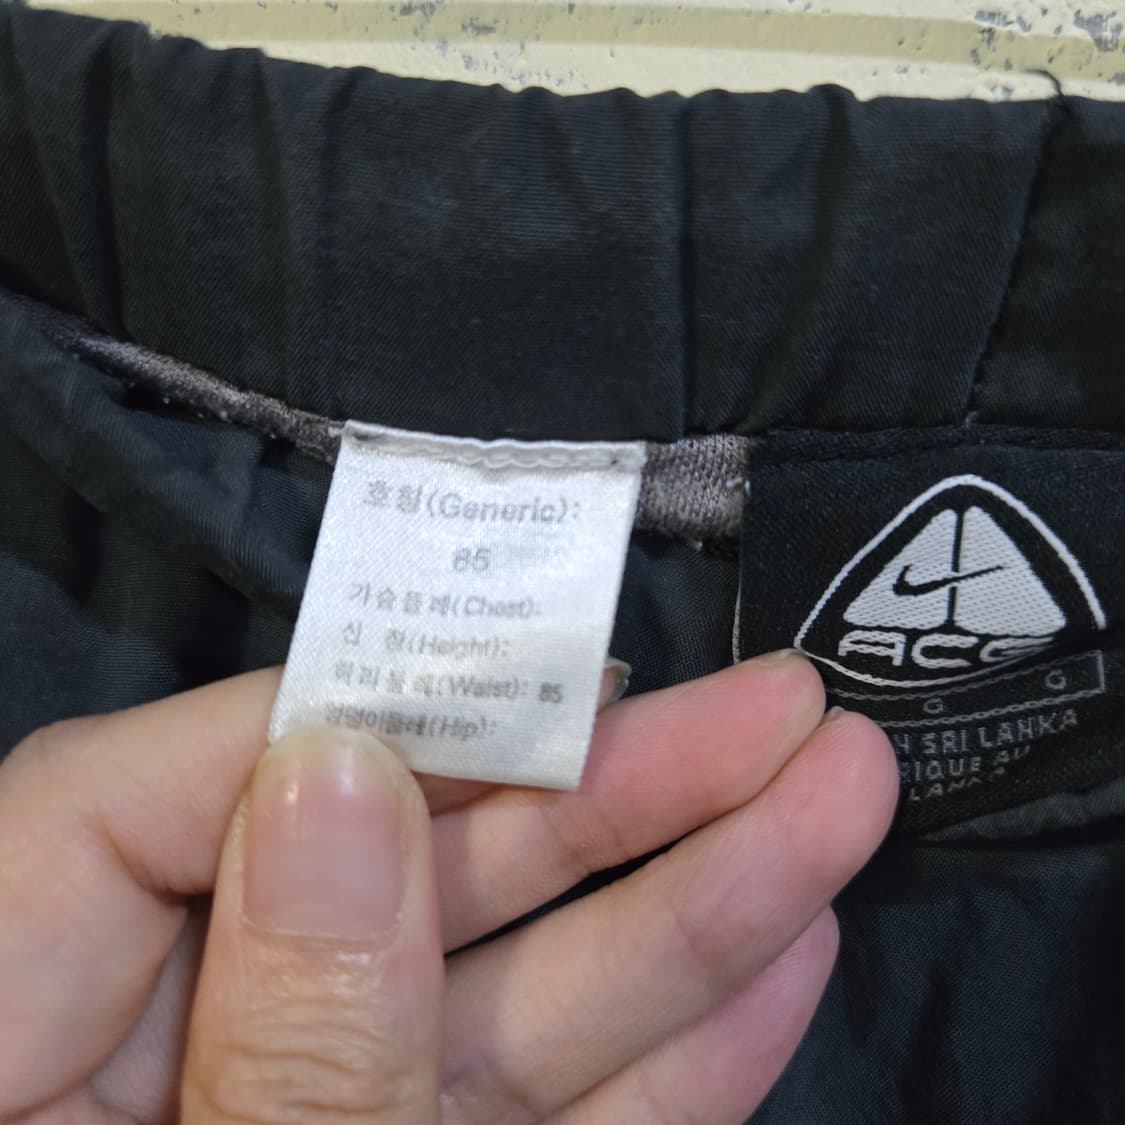 호칭(Generic):
85
가슴둘레(Chest):
신 장(Height):
허리둘레(Waist): 85
엉덩이둘레(Hip):
ACG
G G
SRI LANKA